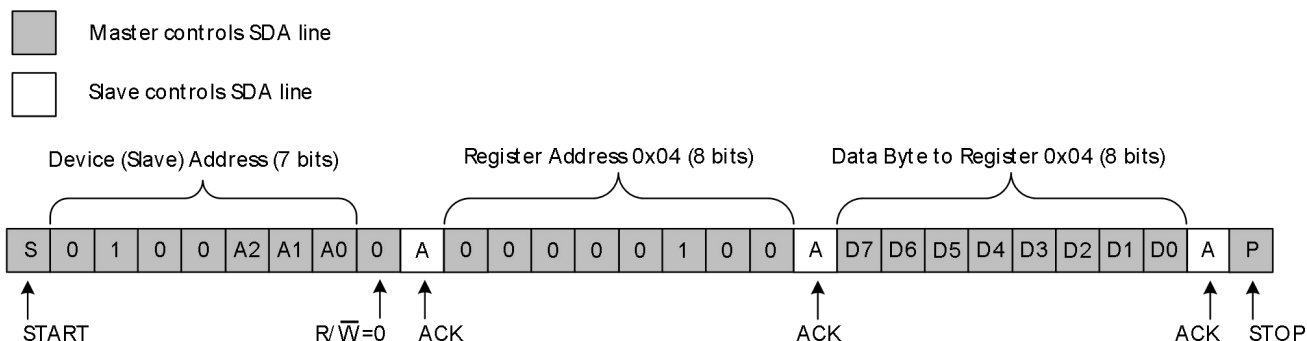 Master controls SDA line
Slave controls SDA line
Device (Slave) Address (7 bits) Register Address 0x04 (8 bits) Data Byte to Register 0x04 (8 bits)
S 0 1 0 0 A2 A1 A0 0 A 0 0 0 0 0 1 0 0 A D7 D6 D5 D4 D3 D2 D1 D0 A P
START R/W̅=0 ACK ACK ACK STOP